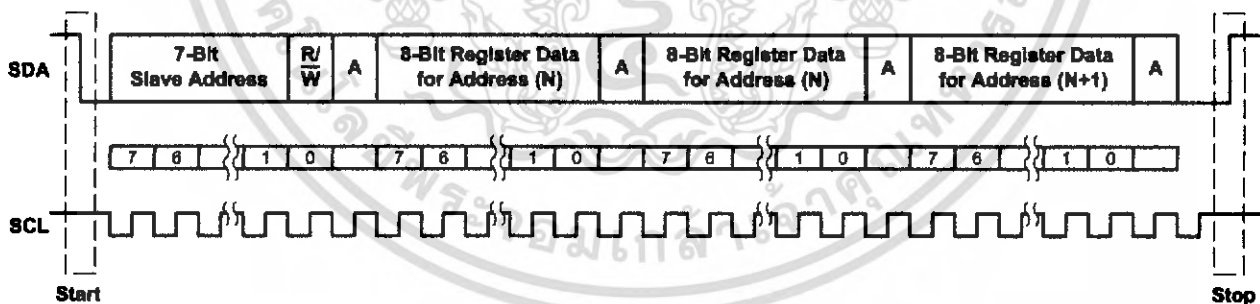 SDA
7-Bit
Slave Address
R/
W
A
8-Bit Register Data
for Address (N)
A
8-Bit Register Data
for Address (N)
A
8-Bit Register Data
for Address (N+1)
A
7 6 1 0 7 6 1 0 7 6 1 0 7 6 1 0
SCL
Start
Stop